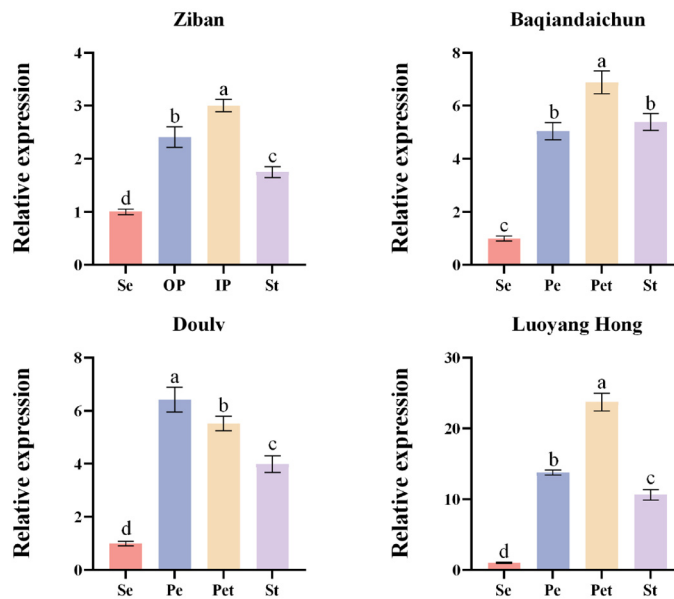 Ziban
Relative expression
4
3
2
1
0
d
b
a
c
Se OP IP St
Baqiandaichun
Relative expression
8
6
4
2
0
c
b
a
b
Se Pe Pet St
Doulv
Relative expression
8
6
4
2
0
d
a
b
c
Se Pe Pet St
Luoyang Hong
Relative expression
30
20
10
0
d
b
a
c
Se Pe Pet St